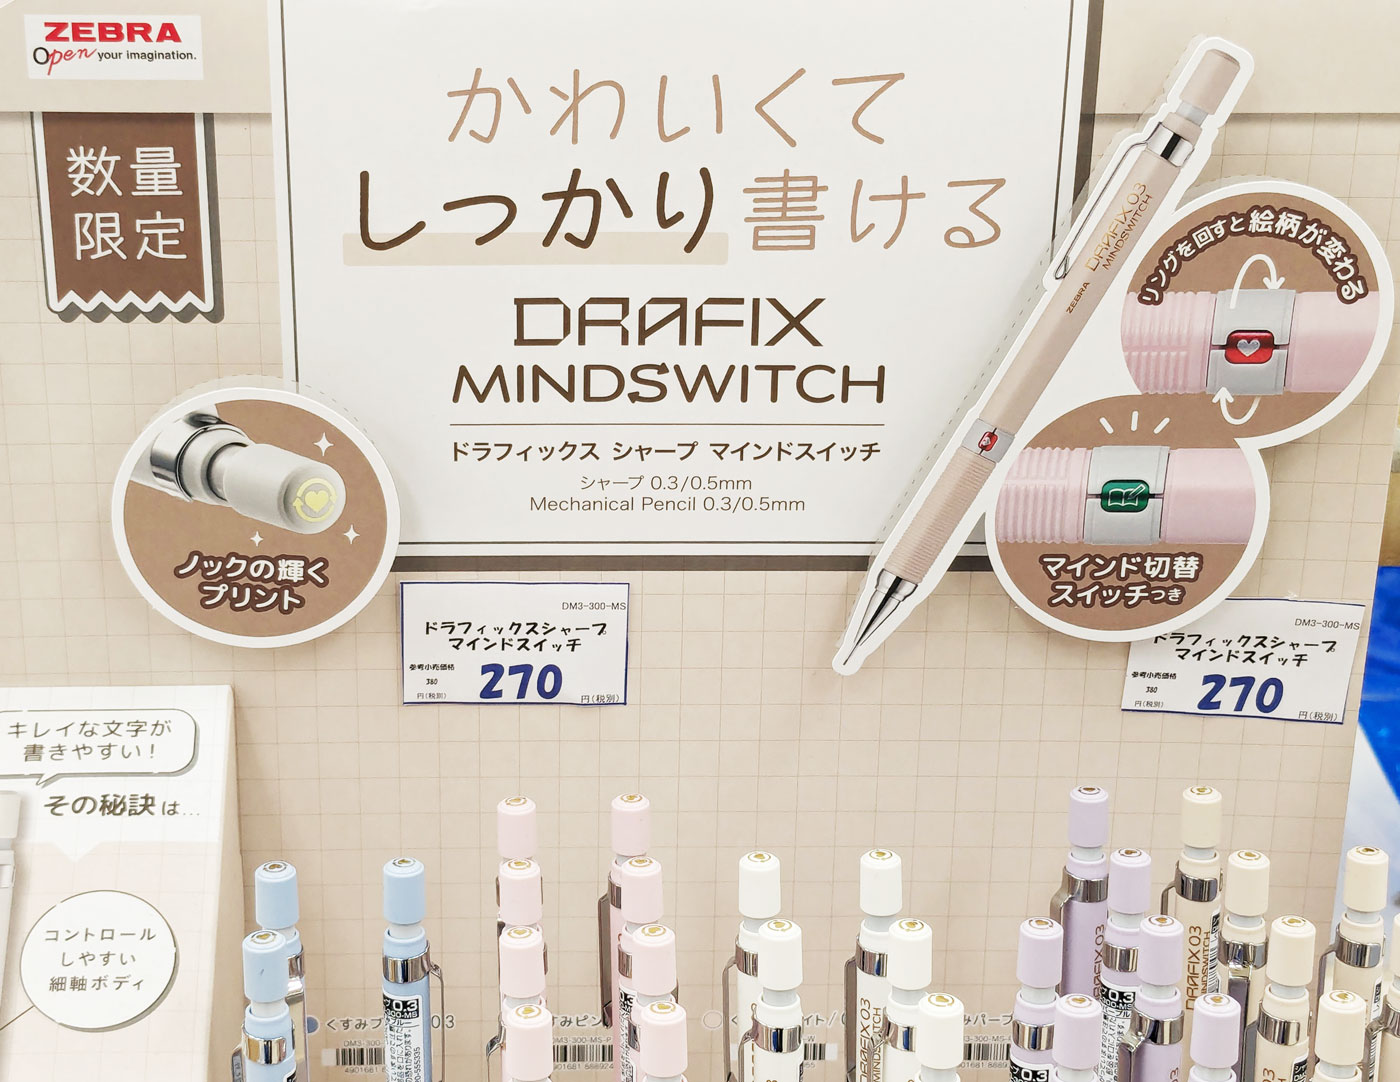 ZEBRA
Open your imagination.
数量
限定
かわいくて
しっかり書ける
DRAFIX
MINDSWITCH
ドラフィックス シャープ マインドスイッチ
シャープ 0.3/0.5mm
Mechanical Pencil 0.3/0.5mm
ZEBRA DRAFIX 03
MINDSWITCH
リングを回すと絵柄が変わる
マインド切替
スイッチつき
ノックの輝く
プリント
DM3-300-MS
ドラフィックスシャープ
マインドスイッチ
参考小売価格
380
円(税別)
270
円(税別)
DM3-300-MS
ドラフィックスシャープ
マインドスイッチ
参考小売価格
380
円(税別)
270
円(税別)
キレイな文字が
書きやすい!
その秘訣は…
コントロール
しやすい
細軸ボディ
DRAFIX 03
MINDSWITCH
DRAFIX 03
MINDSWITCH
0.3